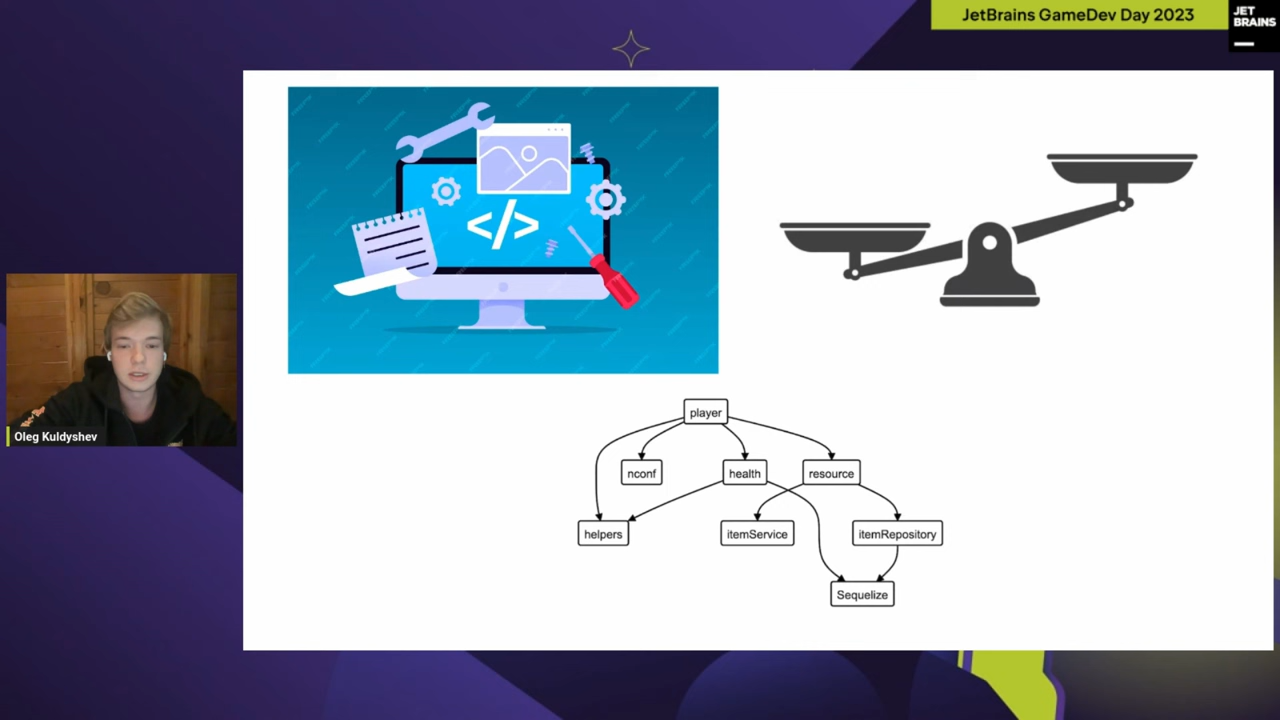 JetBrains GameDev Day 2023
JET
BRAINS
</>
Oleg Kuldyshev
player
nconf
health
resource
helpers
itemService
itemRepository
Sequelize